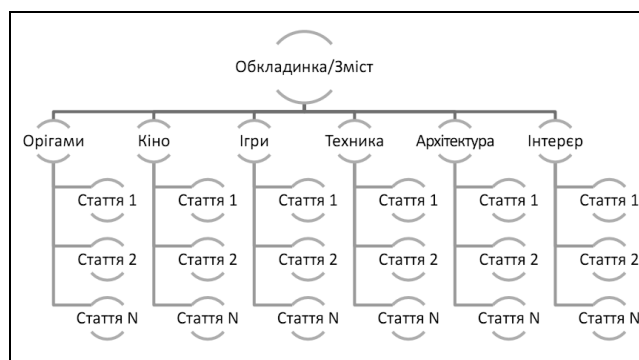 Обкладинка/Зміст
Орігами Кіно Ігри Техника Архітектура Інтерєр
Стаття 1 Стаття 1 Стаття 1 Стаття 1 Стаття 1 Стаття 1
Стаття 2 Стаття 2 Стаття 2 Стаття 2 Стаття 2 Стаття 2
Стаття N Стаття N Стаття N Стаття N Стаття N Стаття N